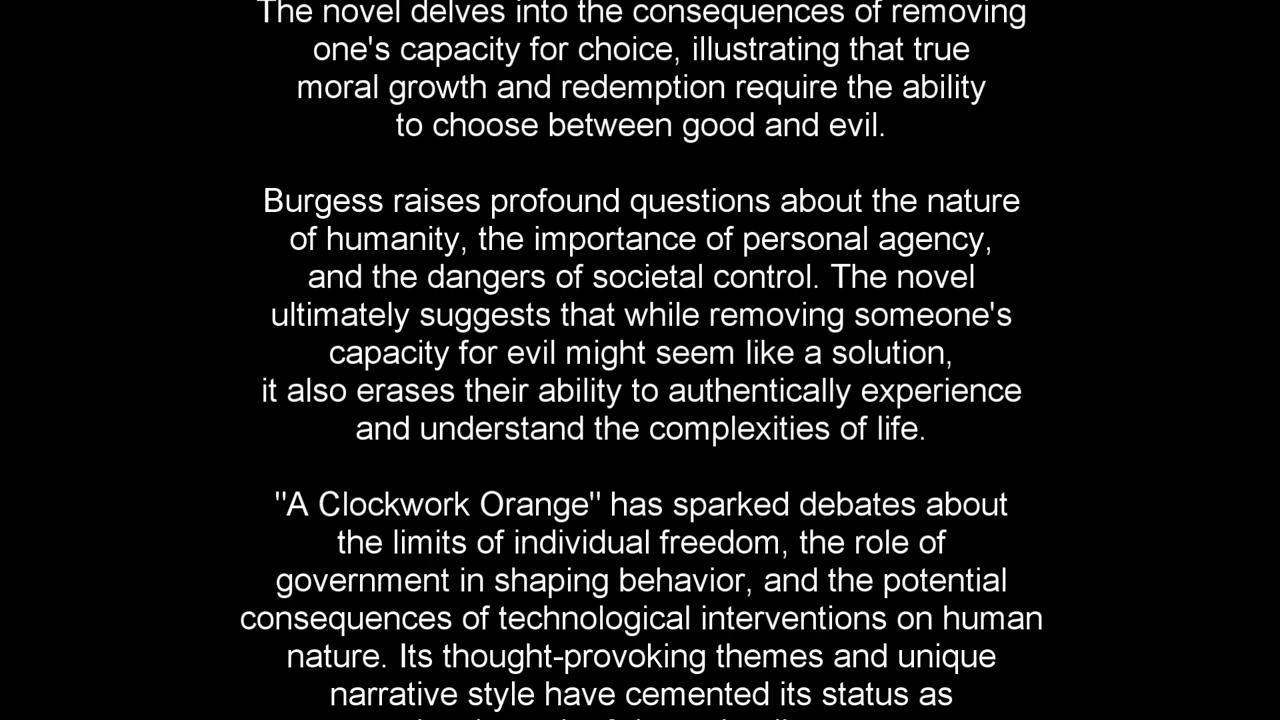 The novel delves into the consequences of removing
one's capacity for choice, illustrating that true
moral growth and redemption require the ability
to choose between good and evil.
Burgess raises profound questions about the nature
of humanity, the importance of personal agency,
and the dangers of societal control. The novel
ultimately suggests that while removing someone's
capacity for evil might seem like a solution,
it also erases their ability to authentically experience
and understand the complexities of life.
"A Clockwork Orange" has sparked debates about
the limits of individual freedom, the role of
government in shaping behavior, and the potential
consequences of technological interventions on human
nature. Its thought-provoking themes and unique
narrative style have cemented its status as